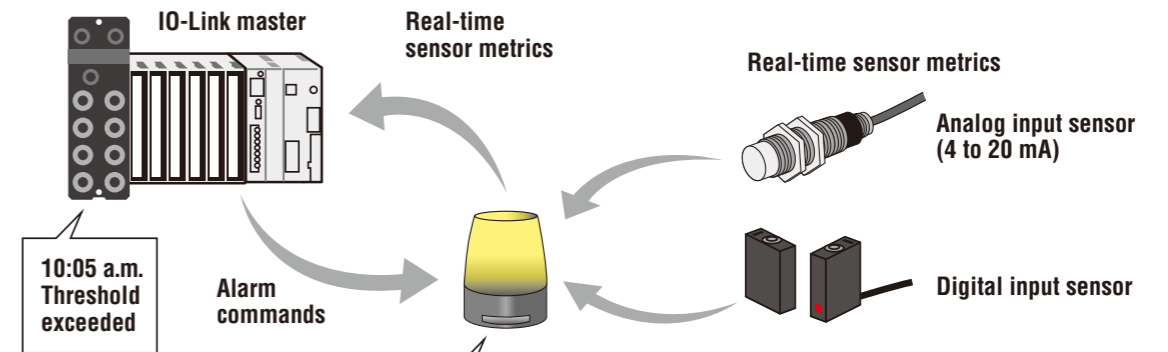 IO-Link master
Real-time
sensor metrics
Real-time sensor metrics
Analog input sensor
(4 to 20 mA)
10:05 a.m.
Threshold
exceeded
Alarm
commands
Digital input sensor